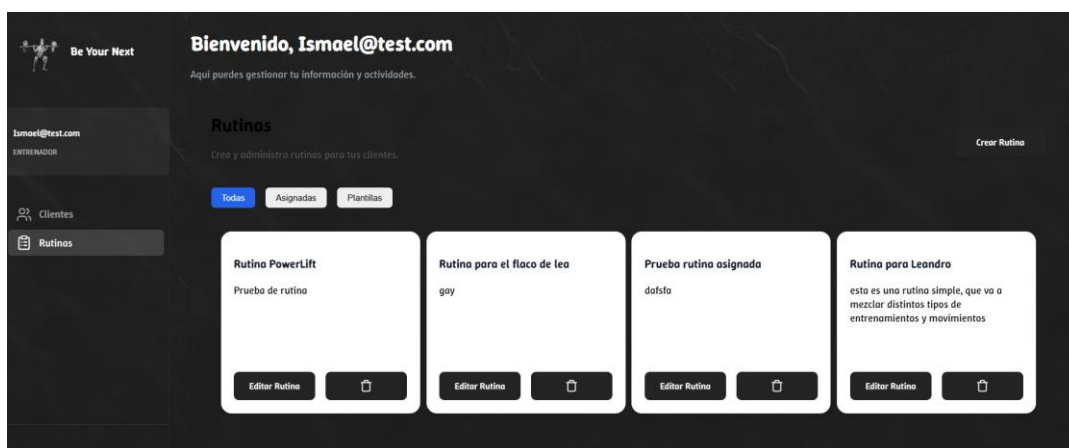 Be Your Next
Bienvenido, Ismael@test.com
Aquí puedes gestionar tu información y actividades.
Ismael@test.com
ENTRENADOR
Clientes
Rutinas
Rutinas
Crea y administra rutinas para tus clientes.
Crear Rutina
Todas
Asignadas
Plantillas
Rutina PowerLift
Prueba de rutina
Editar Rutina
Rutina para el flaco de lea
gay
Editar Rutina
Prueba rutina asignada
dafsfa
Editar Rutina
Rutina para Leandro
esta es una rutina simple, que va a
mezclar distintos tipos de
entrenamientos y movimientos
Editar Rutina